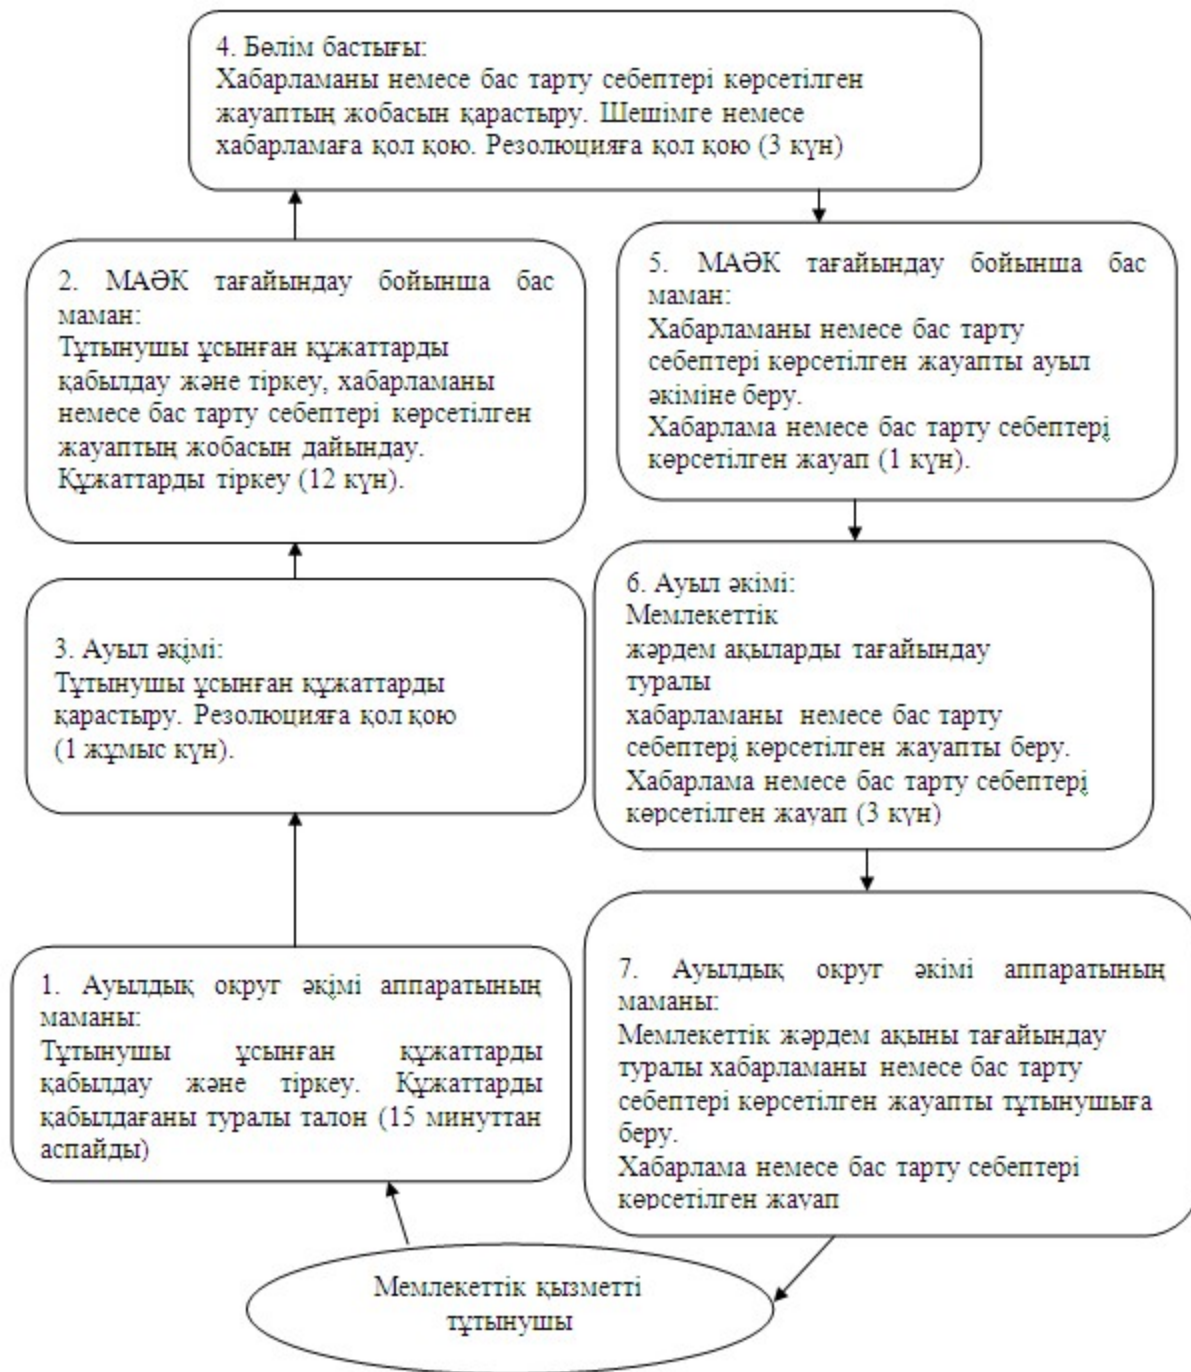 4. Бөлім бастығы:
Хабарламаны немесе бас тарту себептері көрсетілген
жауаптың жобасын қарастыру. Шешімге немесе
хабарламаға қол қою. Резолюцияға қол қою (3 күн)
2. МАӘК тағайындау бойынша бас
маман:
Тұтынушы ұсынған құжаттарды
қабылдау және тіркеу, хабарламаны
немесе бас тарту себептері көрсетілген
жауаптың жобасын дайындау.
Құжаттарды тіркеу (12 күн).
5. МАӘК тағайындау бойынша бас
маман:
Хабарламаны немесе бас тарту
себептері көрсетілген жауапты ауыл
әкіміне беру.
Хабарлама немесе бас тарту себептері
көрсетілген жауап (1 күн).
3. Ауыл әкімі:
Тұтынушы ұсынған құжаттарды
қарастыру. Резолюцияға қол қою
(1 жұмыс күн).
6. Ауыл әкімі:
Мемлекеттік
жәрдем ақыларды тағайындау
туралы
хабарламаны немесе бас тарту
себептері көрсетілген жауапты беру.
Хабарлама немесе бас тарту себептері
көрсетілген жауап (3 күн)
1. Ауылдық округ әкімі аппаратының
маманы:
Тұтынушы ұсынған құжаттарды
қабылдау және тіркеу. Құжаттарды
қабылдағаны туралы талон (15 минуттан
аспайды)
7. Ауылдық округ әкімі аппаратының
маманы:
Мемлекеттік жәрдем ақыны тағайындау
туралы хабарламаны немесе бас тарту
себептері көрсетілген жауапты тұтынушыға
беру.
Хабарлама немесе бас тарту себептері
көрсетілген жауап
Мемлекеттік қызметті
тұтынушы